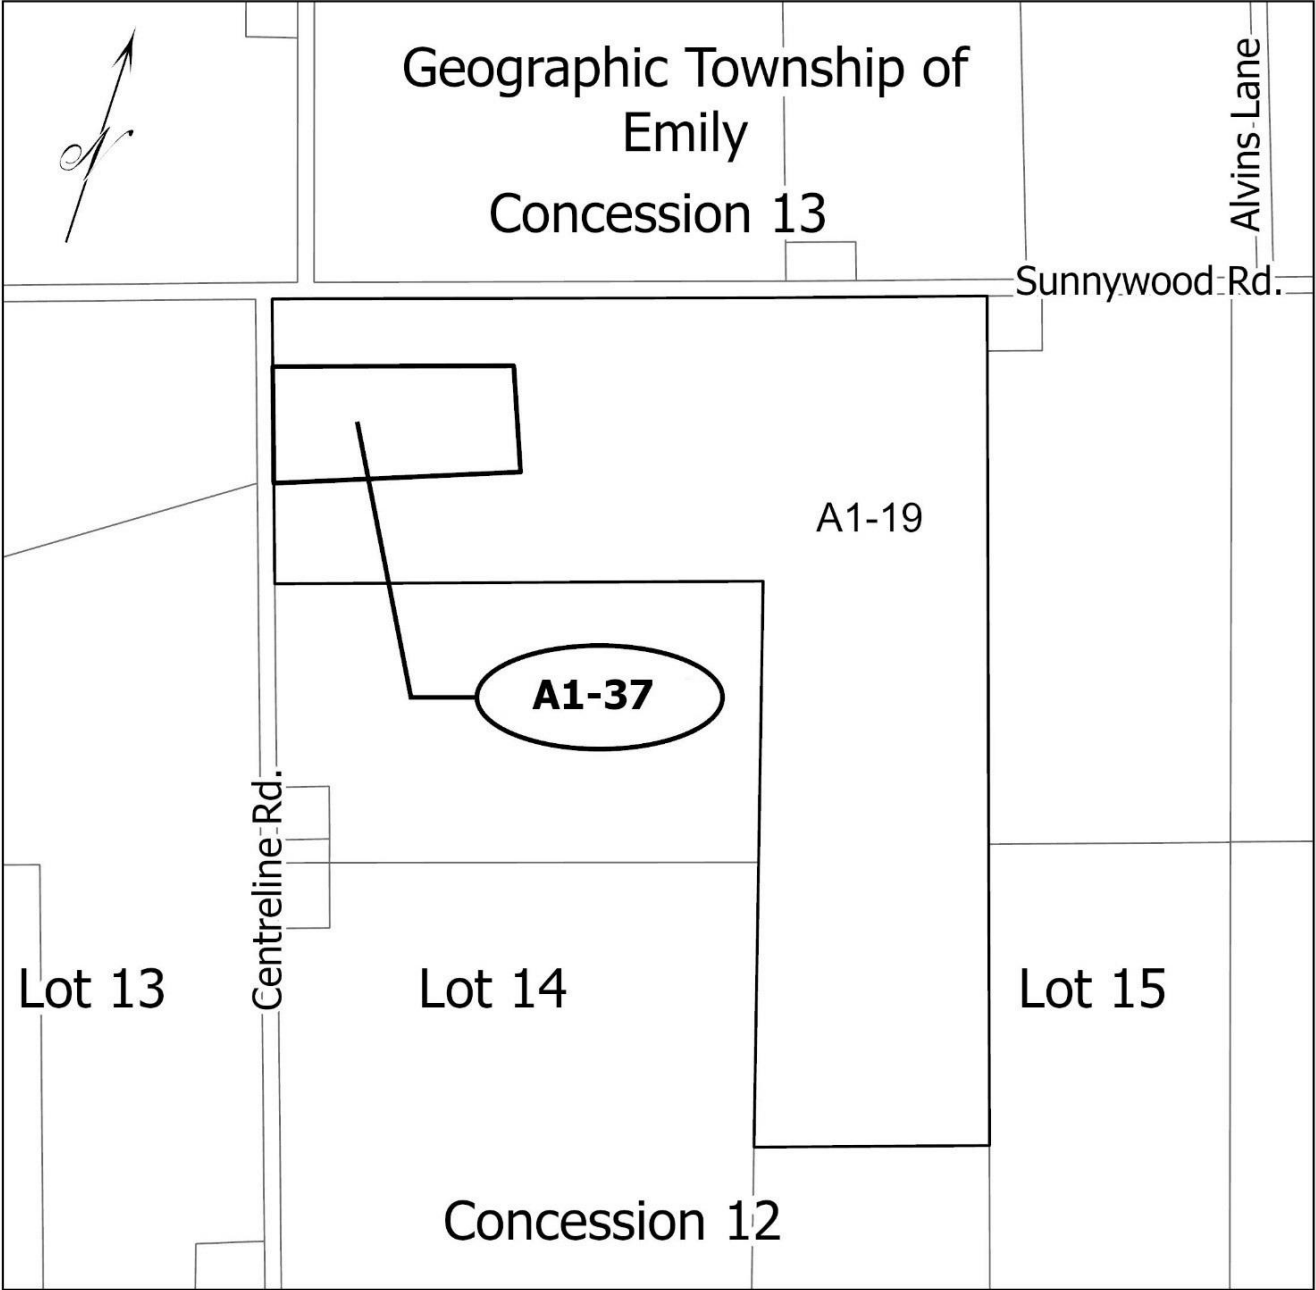 Geographic Township of
Emily
Concession 13
Alvins Lane
Sunnywood Rd.
A1-19
A1-37
Centreline Rd.
Lot 13
Lot 14
Lot 15
Concession 12
N